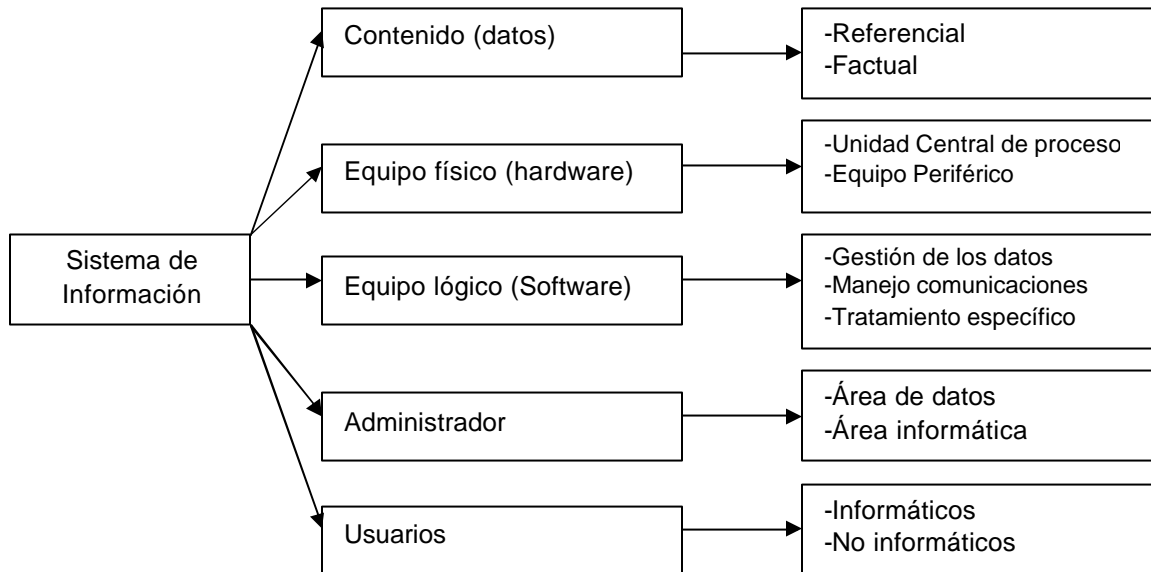 Sistema de
Información
Contenido (datos)
-Referencial
-Factual
Equipo físico (hardware)
-Unidad Central de proceso
-Equipo Periférico
Equipo lógico (Software)
-Gestión de los datos
-Manejo comunicaciones
-Tratamiento específico
Administrador
-Área de datos
-Área informática
Usuarios
-Informáticos
-No informáticos